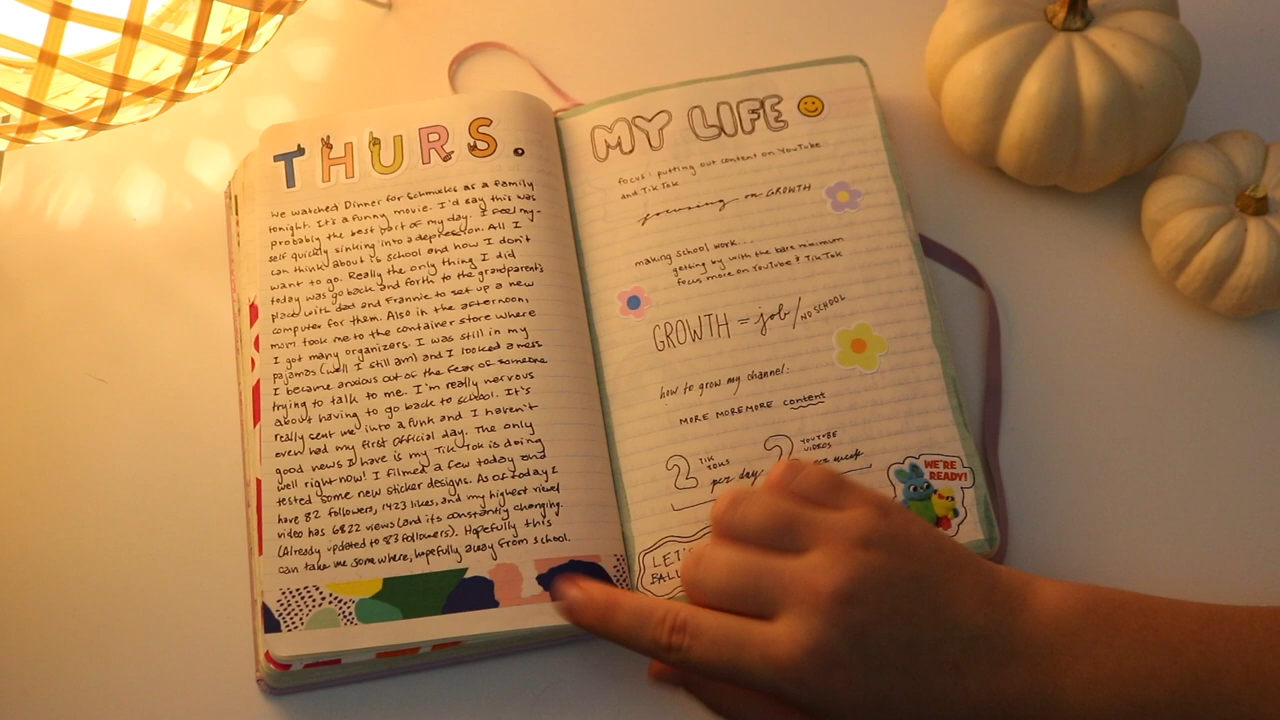 THURS.
We watched Dinner for Schmucks as a family
tonight. It's a funny movie. I'd say this was
probably the best part of my day. I feel my-
self quickly sinking into a depression. All I
can think about is school and how I don't
want to go. Really the only thing I did
today was go back and forth to the grandparent's
place with dad and Frannie to set up a new
computer for them. Also in the afternoon,
mom took me to the container store where
I got many organizers. I was still in my
pajamas (well I still am) and I looked a mess
I became anxious out of the fear of someone
trying to talk to me. I'm really nervous
about having to go back to school. It's
really sent me into a funk and I haven't
even had my first official day. The only
good news I have is my Tik Tok is doing
well right now! I filmed a few today and
tested some new sticker designs. As of today I
have 82 followers, 1423 likes, and my highest viewed
video has 6822 views (and its constantly changing.
(Already updated to 83 followers). Hopefully this
can take me somewhere, hopefully away from school.
MY LIFE
focus: putting out content on YouTube
and TikTok
focusing on GROWTH
making school work...
getting by with the bare minimum
focus more on YouTube & TikTok
GROWTH = job/NO SCHOOL
how to grow my channel:
MORE MORE MORE content
2 TIK TOKS per day 2 YOUTUBE VIDEOS per week
WE'RE
READY!
LET'S
BALL